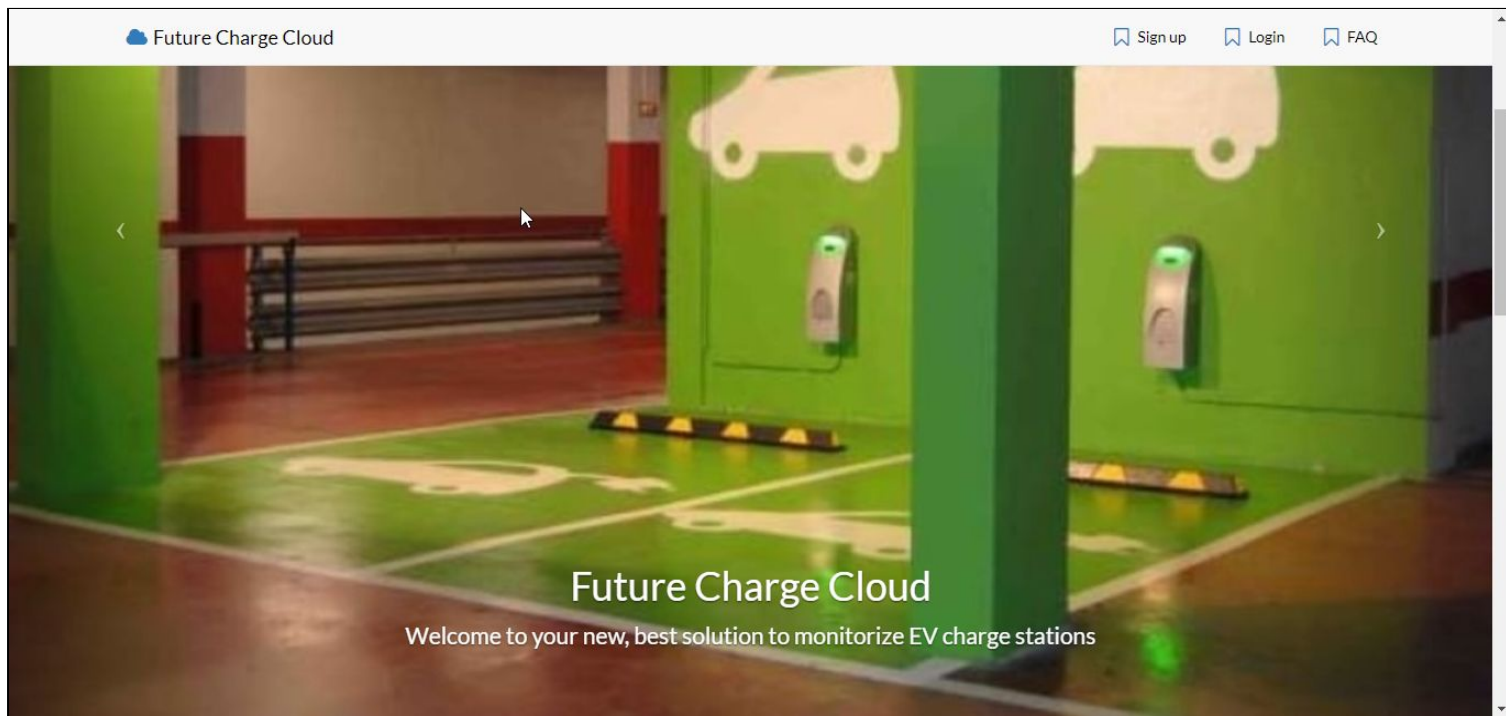 Future Charge Cloud
Sign up
Login
FAQ
Future Charge Cloud
Welcome to your new, best solution to monitorize EV charge stations